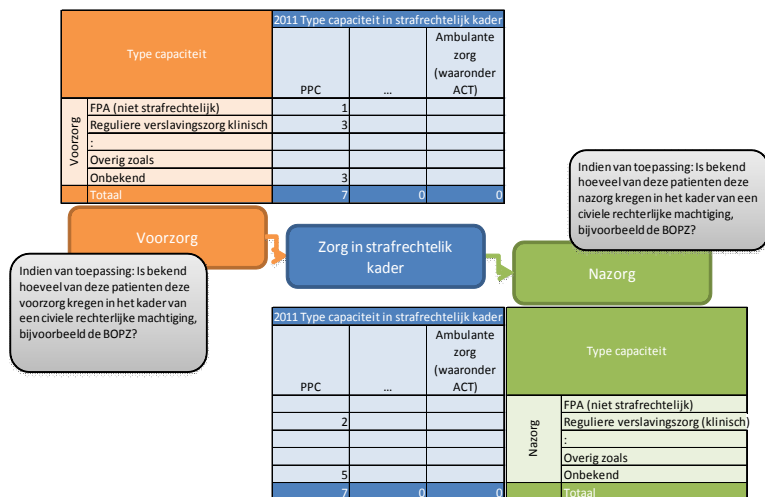 2011 Type capaciteit in strafrechtelijk kader
Type capaciteit
PPC
...
Ambulante
zorg
(waaronder
ACT)
Voorzorg
FPA (niet strafrechtelijk) 1
Reguliere verslavingszorg klinisch 3
:
Overig zoals
Onbekend 3
Totaal 7 0 0
Indien van toepassing: Is bekend
hoeveel van deze patienten deze
nazorg kregen in het kader van een
civiele rechterlijke machtiging,
bijvoorbeeld de BOPZ?
Voorzorg
Zorg in strafrechtelik
kader
Nazorg
Indien van toepassing: Is bekend
hoeveel van deze patienten deze
voorzorg kregen in het kader van
een civiele rechterlijke machtiging,
bijvoorbeeld de BOPZ?
2011 Type capaciteit in strafrechtelijk kader
PPC
...
Ambulante
zorg
(waaronder
ACT)
Type capaciteit
Nazorg
FPA (niet strafrechtelijk)
2 Reguliere verslavingszorg (klinisch)
:
Overig zoals
5 Onbekend
7 0 0 Totaal